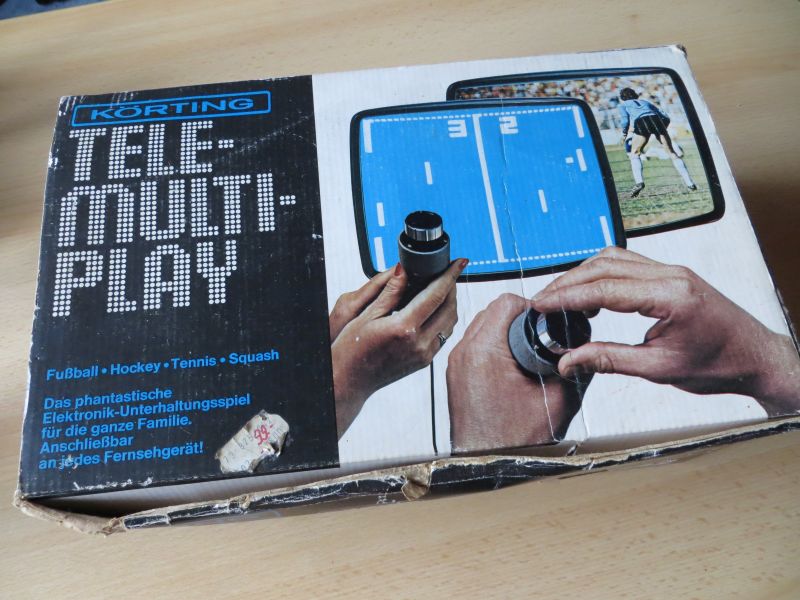 KÖRTING
TELE-
MULTI-
PLAY
3 2
Fußball • Hockey • Tennis • Squash
Das phantastische
Elektronik-Unterhaltungsspiel
für die ganze Familie.
Anschließbar
an jedes Fernsehgerät!
99.-